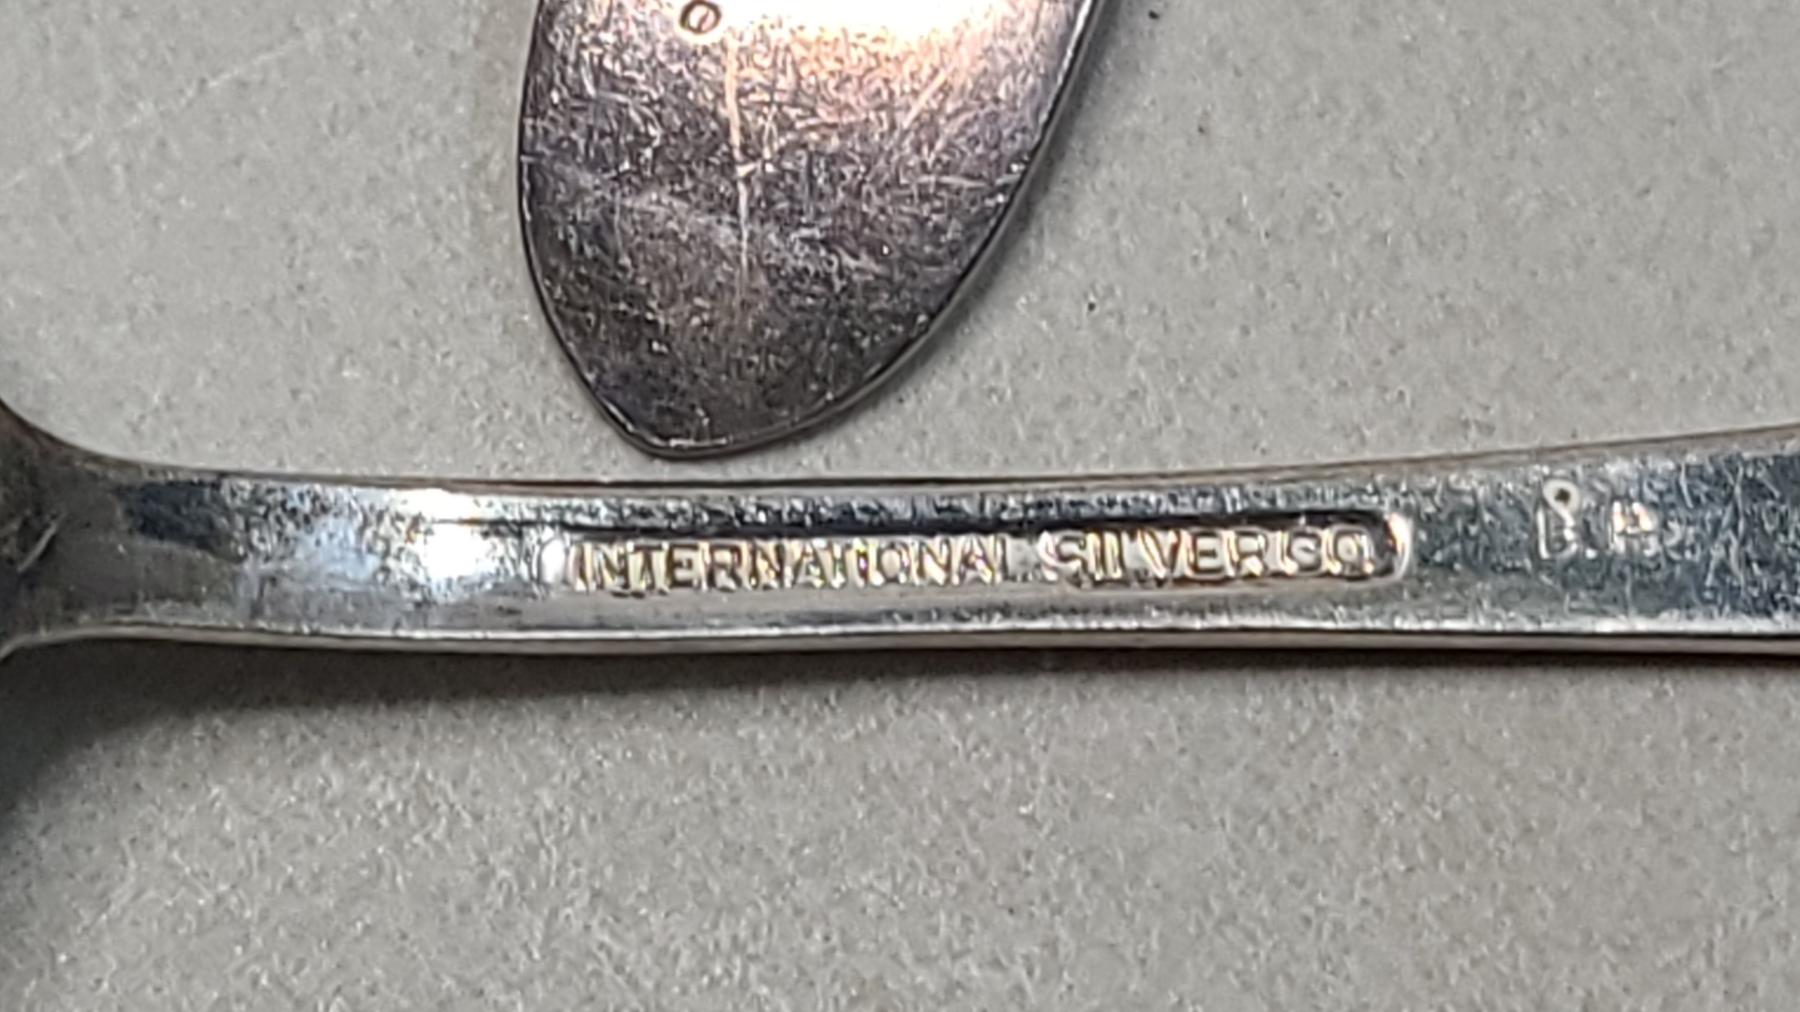 INTERNATIONAL SILVER CO.